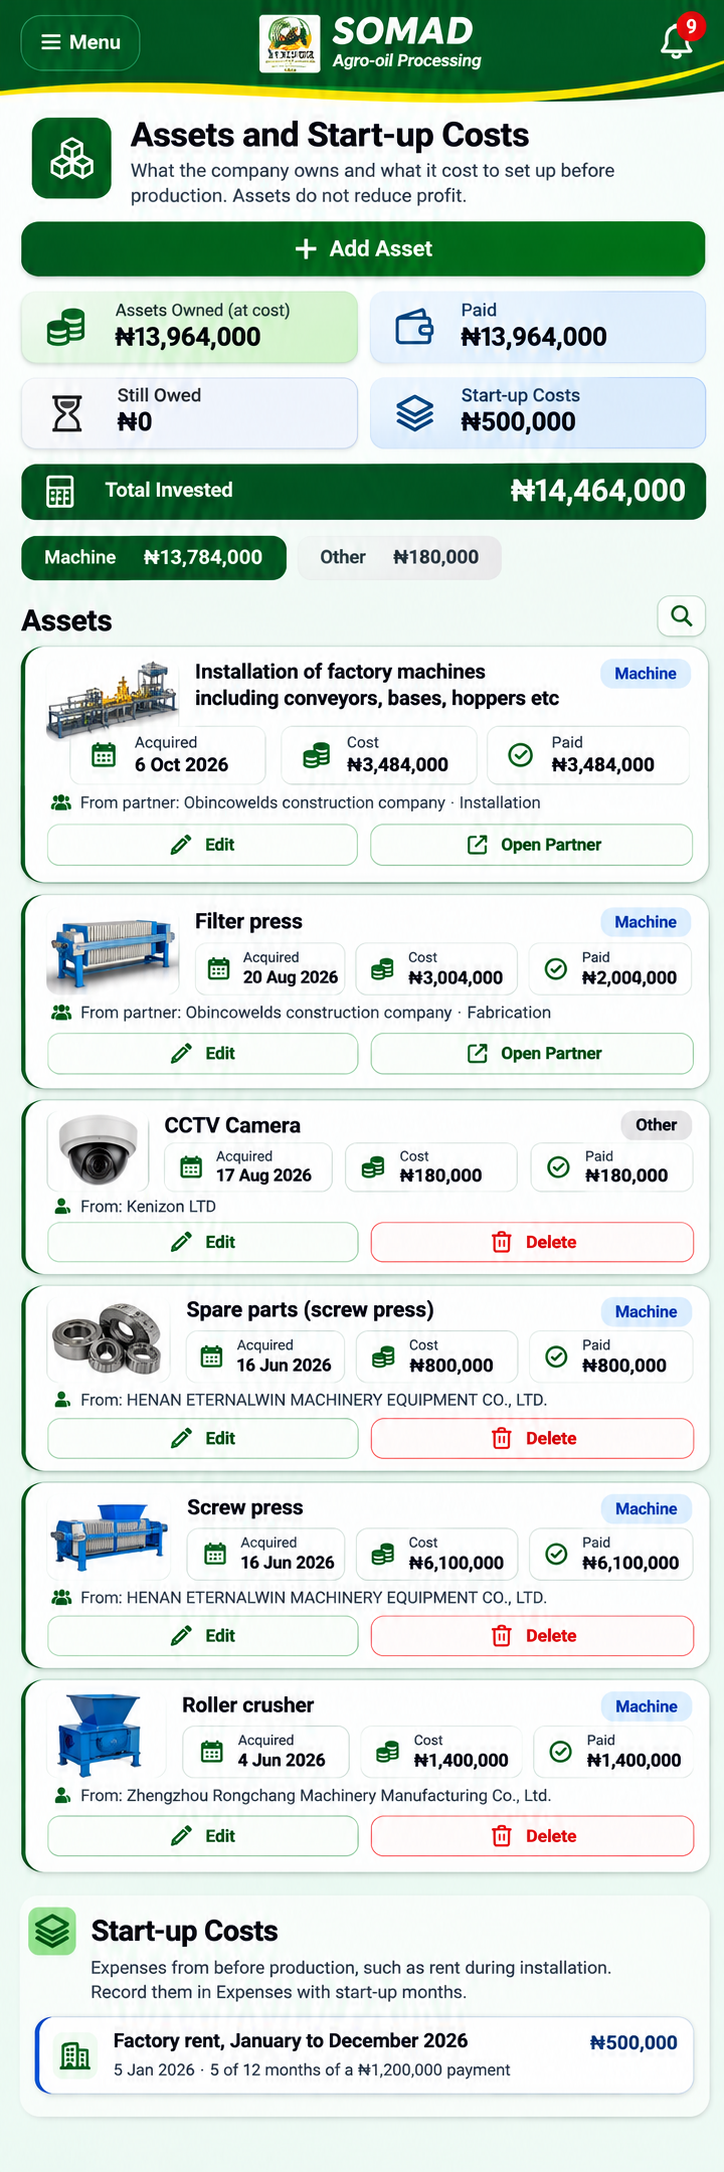 Menu
SOMAD
Agro-oil Processing
9
Assets and Start-up Costs
What the company owns and what it cost to set up before
production. Assets do not reduce profit.
+ Add Asset
Assets Owned (at cost)
₦13,964,000
Paid
₦13,964,000
Still Owed
₦0
Start-up Costs
₦500,000
Total Invested
₦14,464,000
Machine ₦13,784,000
Other ₦180,000
Assets
Installation of factory machines
including conveyors, bases, hoppers etc
Machine
Acquired
6 Oct 2026
Cost
₦3,484,000
Paid
₦3,484,000
From partner: Obincowelds construction company · Installation
Edit
Open Partner
Filter press
Machine
Acquired
20 Aug 2026
Cost
₦3,004,000
Paid
₦2,004,000
From partner: Obincowelds construction company · Fabrication
Edit
Open Partner
CCTV Camera
Other
Acquired
17 Aug 2026
Cost
₦180,000
Paid
₦180,000
From: Kenizon LTD
Edit
Delete
Spare parts (screw press)
Machine
Acquired
16 Jun 2026
Cost
₦800,000
Paid
₦800,000
From: HENAN ETERNALWIN MACHINERY EQUIPMENT CO., LTD.
Edit
Delete
Screw press
Machine
Acquired
16 Jun 2026
Cost
₦6,100,000
Paid
₦6,100,000
From: HENAN ETERNALWIN MACHINERY EQUIPMENT CO., LTD.
Edit
Delete
Roller crusher
Machine
Acquired
4 Jun 2026
Cost
₦1,400,000
Paid
₦1,400,000
From: Zhengzhou Rongchang Machinery Manufacturing Co., Ltd.
Edit
Delete
Start-up Costs
Expenses from before production, such as rent during installation.
Record them in Expenses with start-up months.
Factory rent, January to December 2026
₦500,000
5 Jan 2026 · 5 of 12 months of a ₦1,200,000 payment